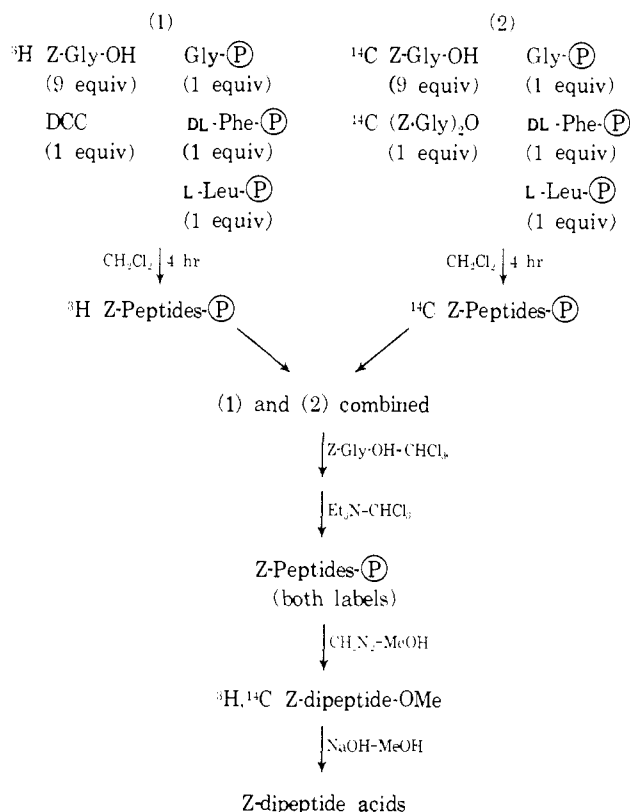 (1) (2)
³H Z-Gly-OH Gly-Ⓟ ¹⁴C Z-Gly-OH Gly-Ⓟ
(9 equiv) (1 equiv) (9 equiv) (1 equiv)
DCC DL-Phe-Ⓟ ¹⁴C (Z·Gly)₂O DL-Phe-Ⓟ
(1 equiv) (1 equiv) (1 equiv) (1 equiv)
L-Leu-Ⓟ L-Leu-Ⓟ
(1 equiv) (1 equiv)
CH₂Cl₂ 4 hr CH₂Cl₂ 4 hr
³H Z-Peptides-Ⓟ ¹⁴C Z-Peptides-Ⓟ
(1) and (2) combined
Z-Gly·OH-CHCl₃
Et₃N-CHCl₃
Z-Peptides-Ⓟ
(both labels)
CH₂N₂-MeOH
³H,¹⁴C Z-dipeptide-OMe
NaOH-MeOH
Z-dipeptide acids